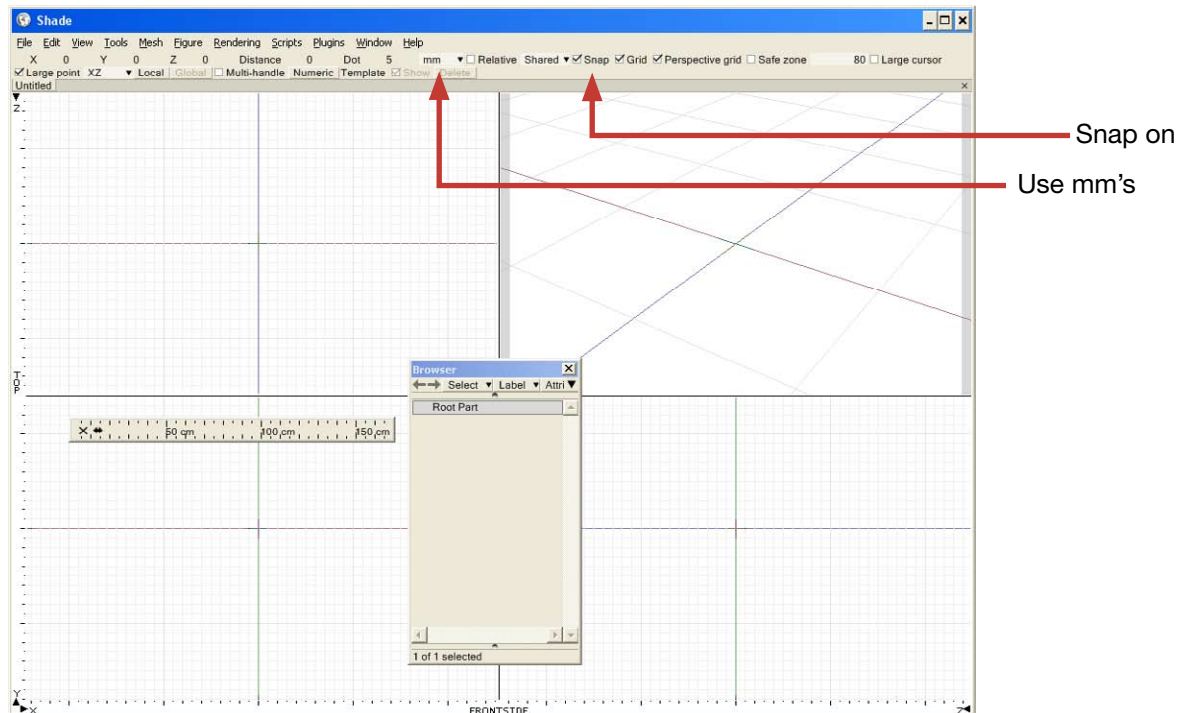 Shade
File Edit View Tools Mesh Figure Rendering Scripts Plugins Window Help
X 0 Y 0 Z 0 Distance 0 Dot 5 mm Relative Shared Snap Grid Perspective grid Safe zone 80 Large cursor
Large point XZ Local Global Multi-handle Numeric Template Show Delete
Untitled
Z
Snap on
Use mm's
Browser
Select Label Attri
Root Part
TOP
50 cm 100 cm 150 cm
1 of 1 selected
Y
X FRONTSIDE Z